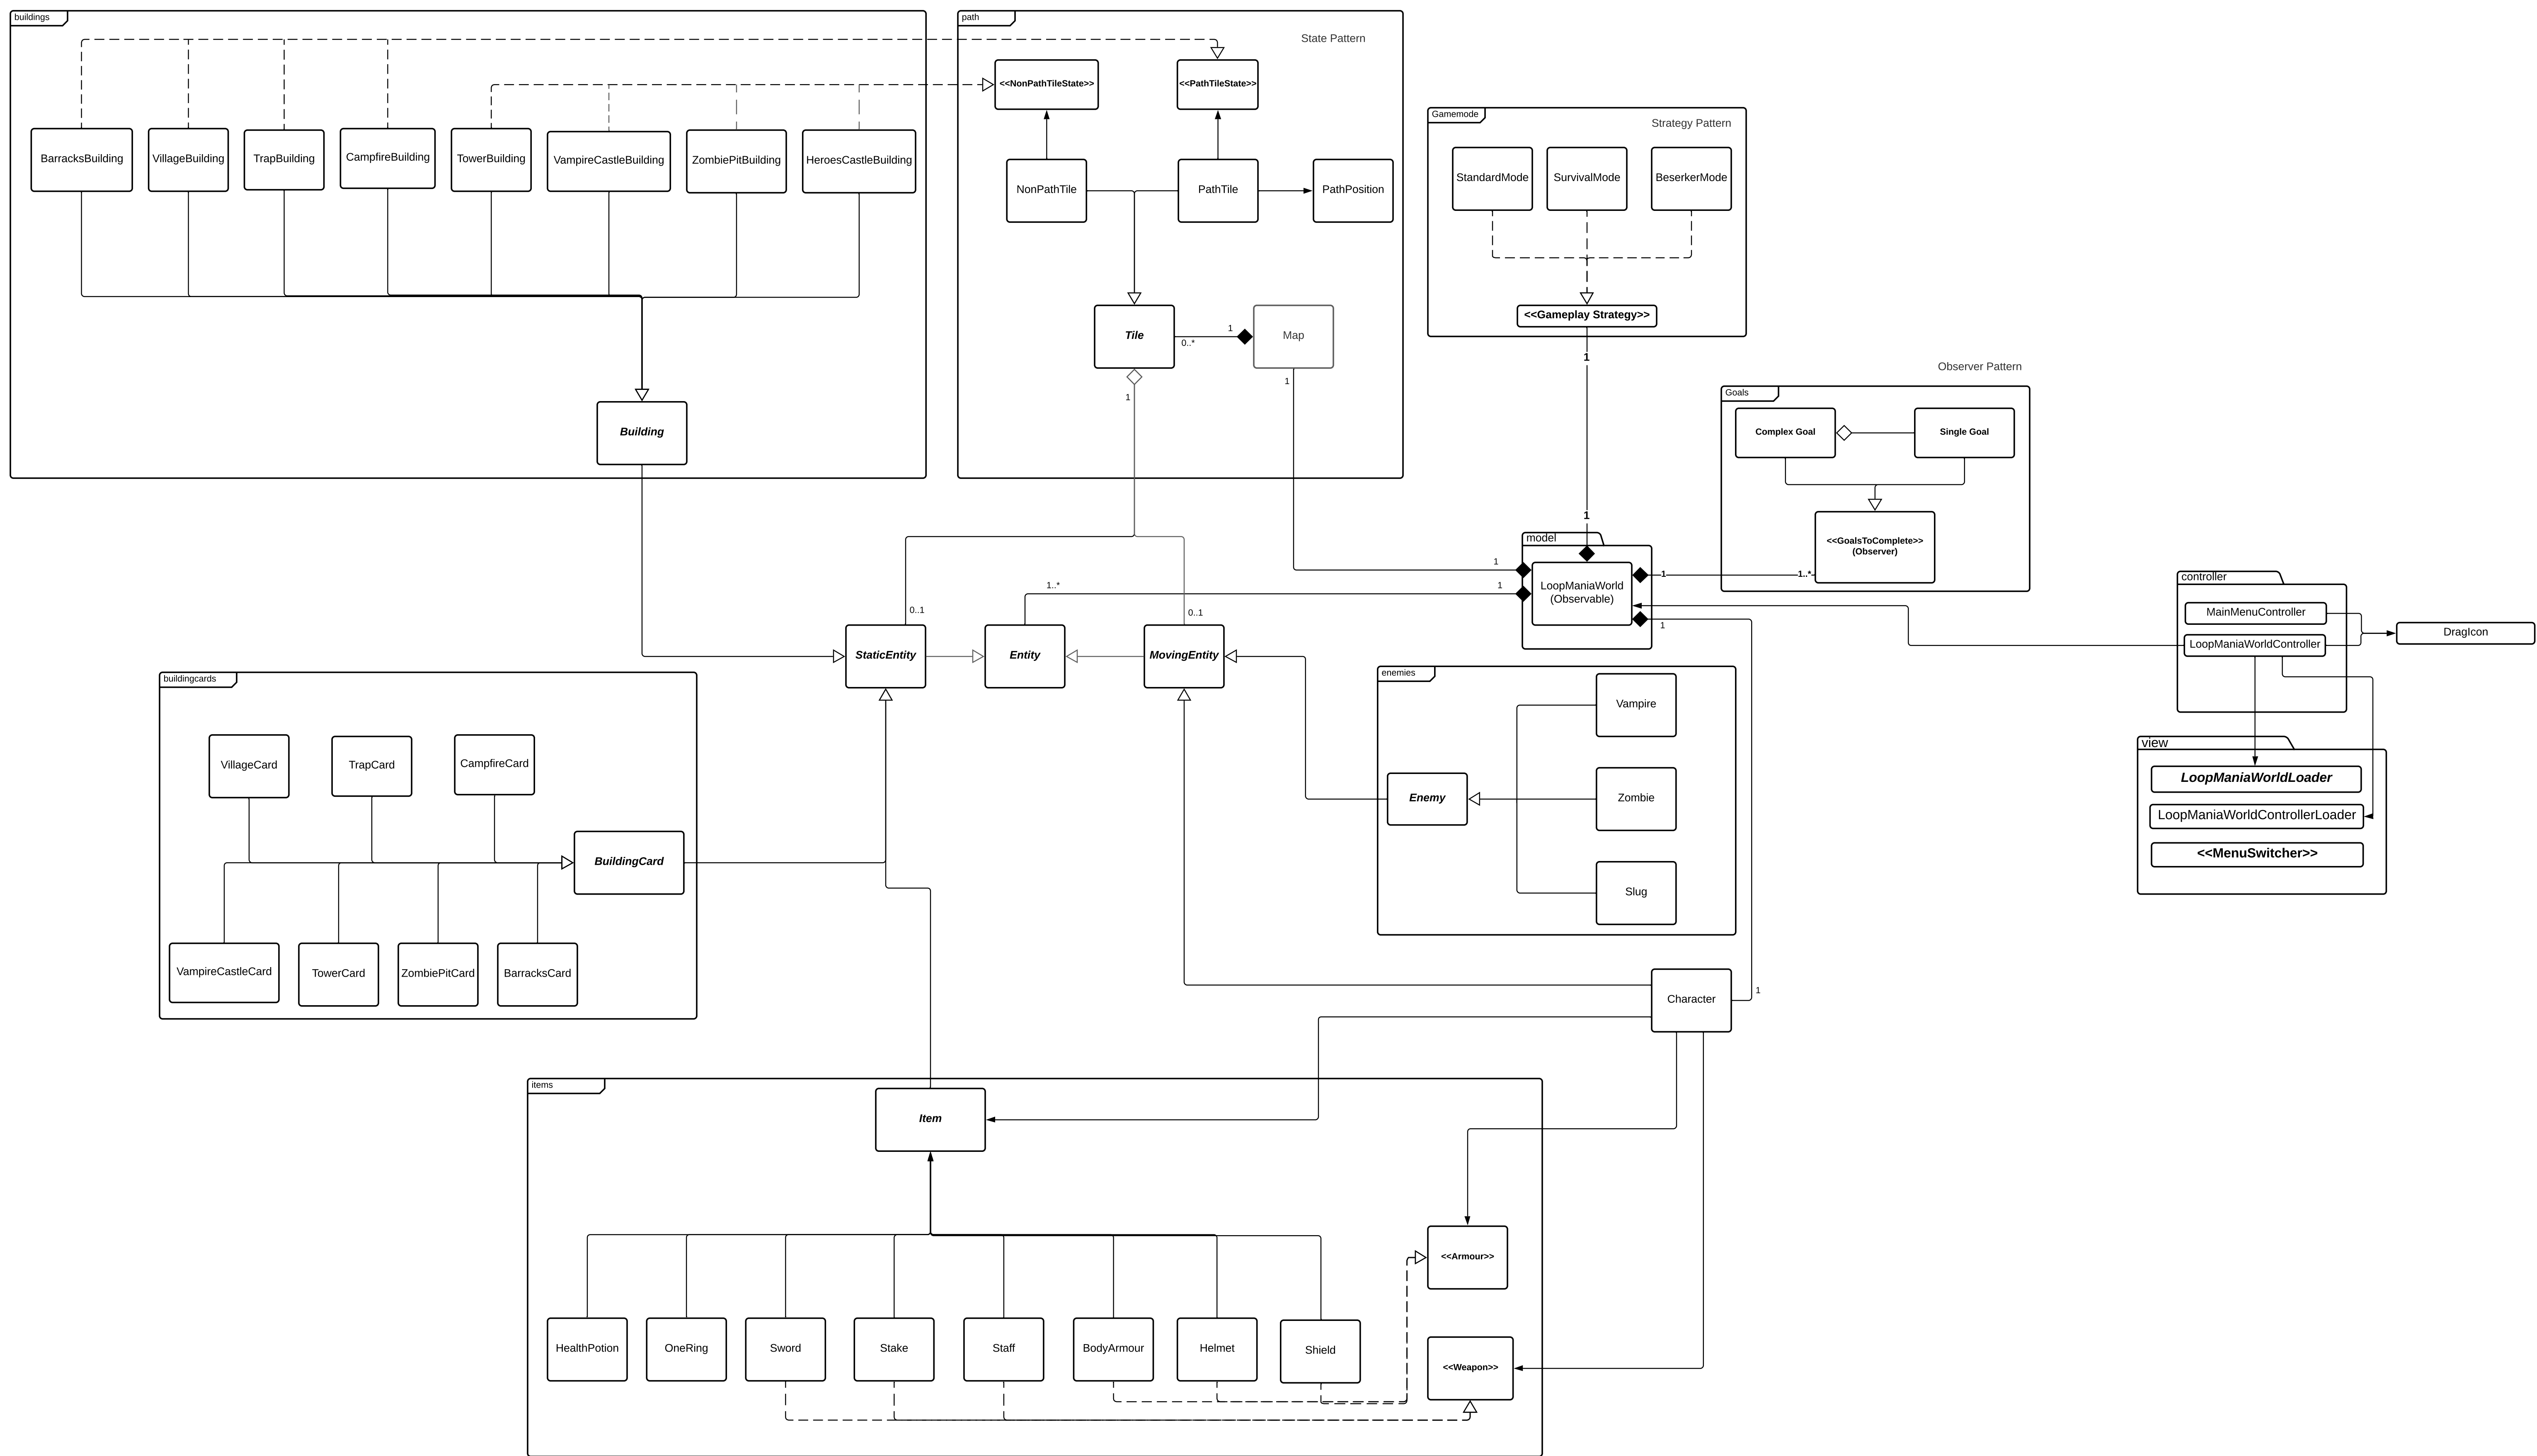 buildings
path
State Pattern
<<NonPathTileState>>
<<PathTileState>>
BarracksBuilding
VillageBuilding
TrapBuilding
CampfireBuilding
TowerBuilding
VampireCastleBuilding
ZombiePitBuilding
HeroesCastleBuilding
NonPathTile
PathTile
PathPosition
Gamemode
Strategy Pattern
StandardMode
SurvivalMode
BeserkerMode
<<Gameplay Strategy>>
1
Tile
1
0..*
Map
1
1
Building
Observer Pattern
Goals
Complex Goal
Single Goal
<<GoalsToComplete>>
(Observer)
1
model
LoopManiaWorld
(Observable)
1
1
1
1..*
1
1..*
0..1
0..1
StaticEntity
Entity
MovingEntity
controller
MainMenuController
LoopManiaWorldController
DragIcon
view
LoopManiaWorldLoader
LoopManiaWorldControllerLoader
<<MenuSwitcher>>
buildingcards
VillageCard
TrapCard
CampfireCard
BuildingCard
VampireCastleCard
TowerCard
ZombiePitCard
BarracksCard
enemies
Vampire
Enemy
Zombie
Slug
Character
1
items
Item
<<Armour>>
HealthPotion
OneRing
Sword
Stake
Staff
BodyArmour
Helmet
Shield
<<Weapon>>